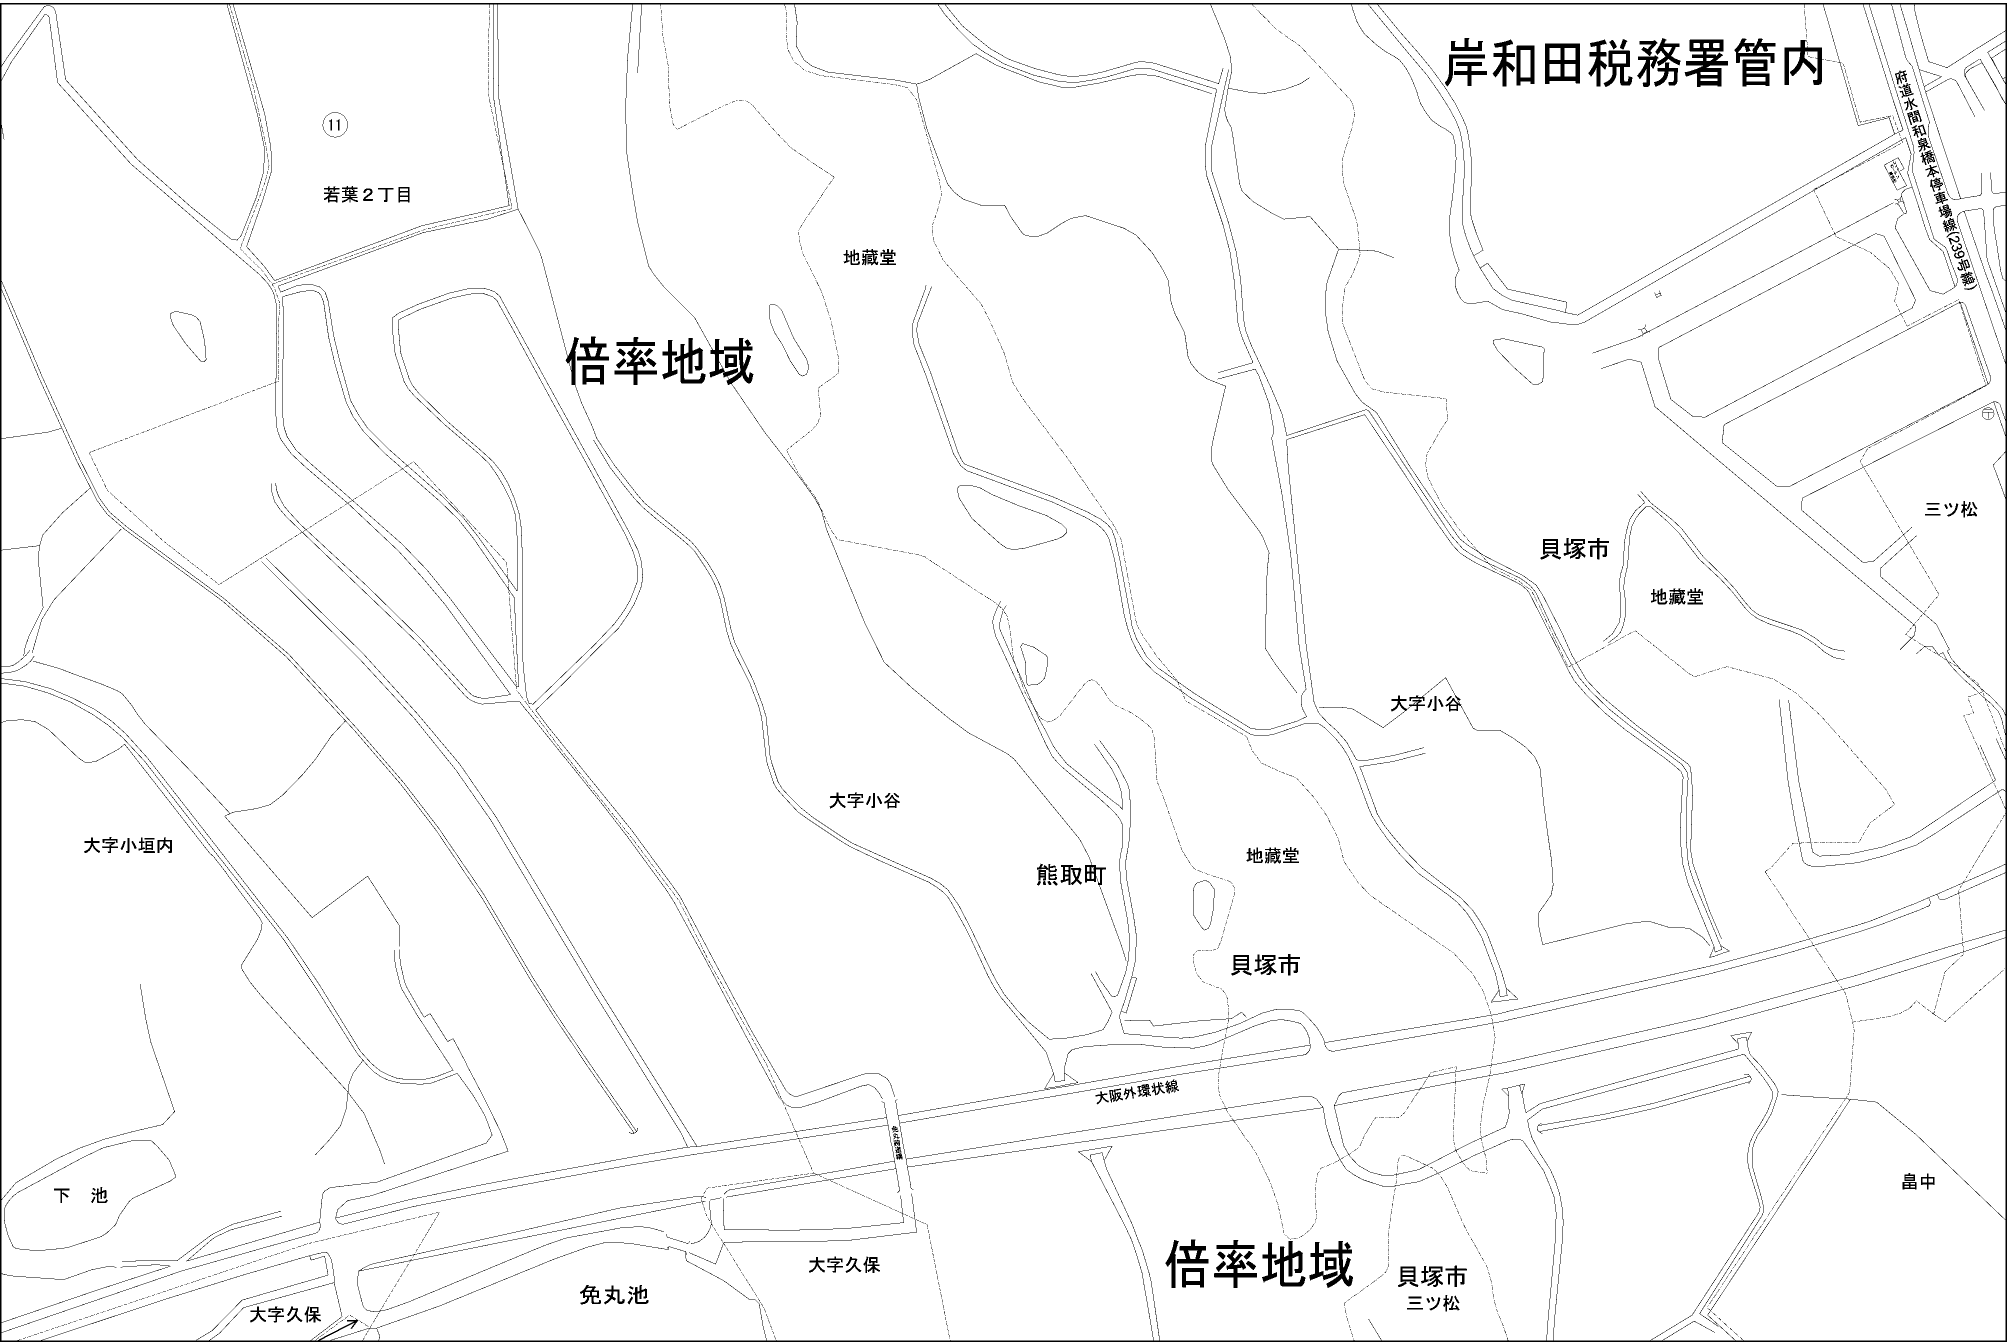 岸和田税務署管内
府道水間和泉橋本停車場線(239号線)
11
若葉2丁目
地蔵堂
倍率地域
三ツ松
貝塚市
地蔵堂
大字小谷
大字小谷
大字小垣内
熊取町
地蔵堂
貝塚市
大阪外環状線
下 池
畠中
大字久保
倍率地域
免丸池
貝塚市
三ツ松
大字久保